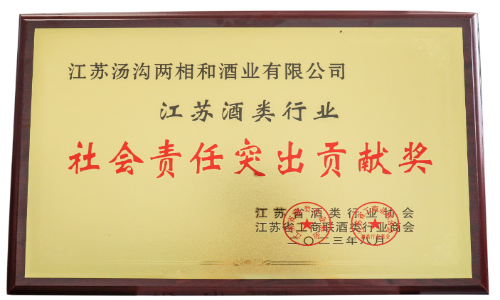 江苏汤沟两相和酒业有限公司
江苏酒类行业
社会责任突出贡献奖
江苏省酒类行业协会
江苏省工商联酒类行业商会
二〇二三年八月